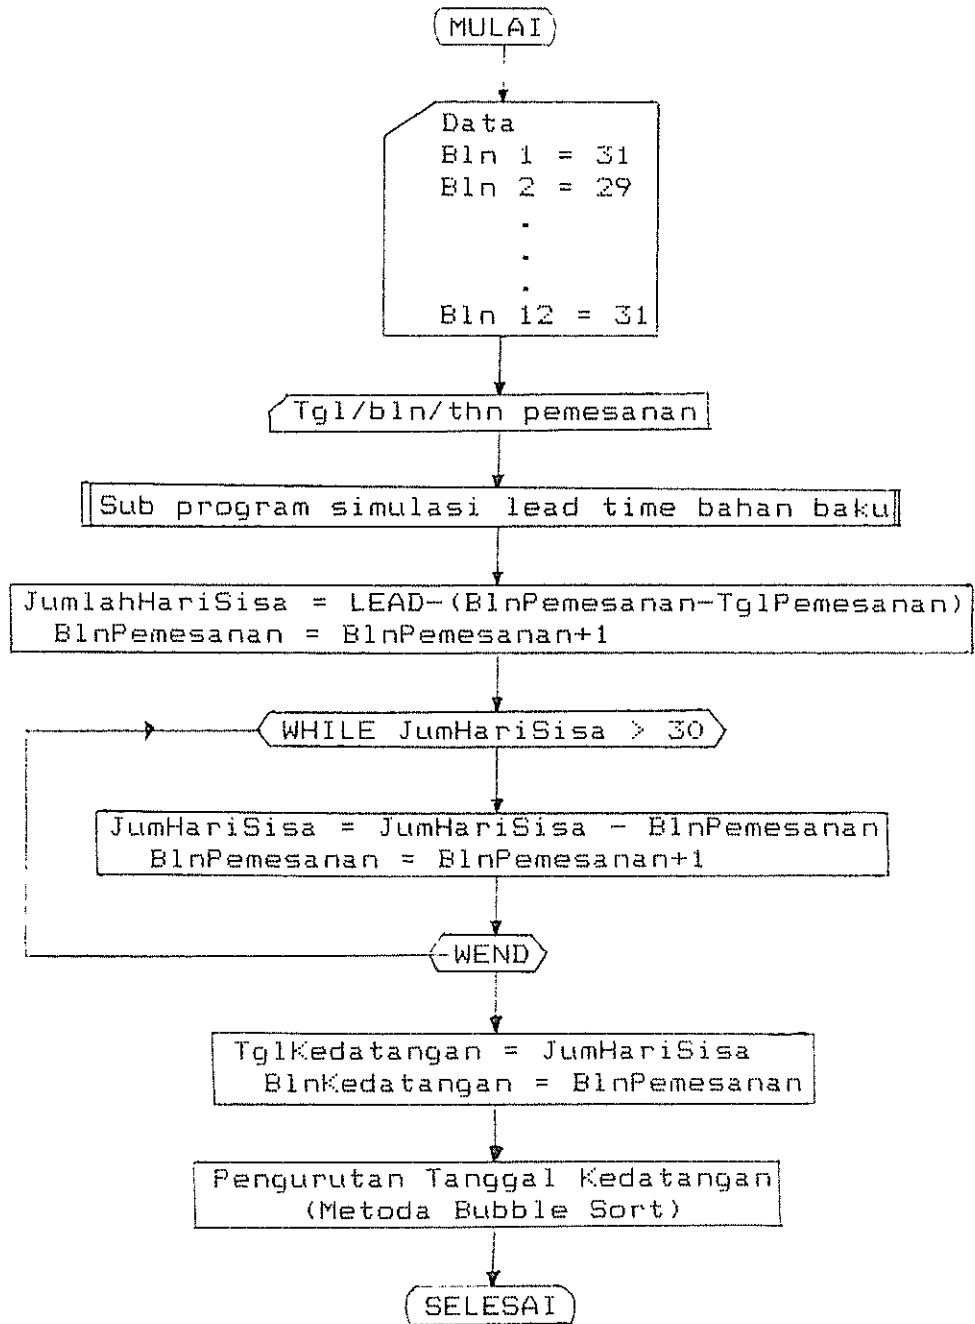 MULAI
Data
Bln 1 = 31
Bln 2 = 29
.
.
.
Bln 12 = 31
Tgl/bln/thn pemesanan
Sub program simulasi lead time bahan baku
JumlahHariSisa = LEAD-(BlnPemesanan-TglPemesanan)
BlnPemesanan = BlnPemesanan+1
WHILE JumHariSisa > 30
JumHariSisa = JumHariSisa - BlnPemesanan
BlnPemesanan = BlnPemesanan+1
WEND
TglKedatangan = JumHariSisa
BlnKedatangan = BlnPemesanan
Pengurutan Tanggal Kedatangan
(Metoda Bubble Sort)
SELESAI